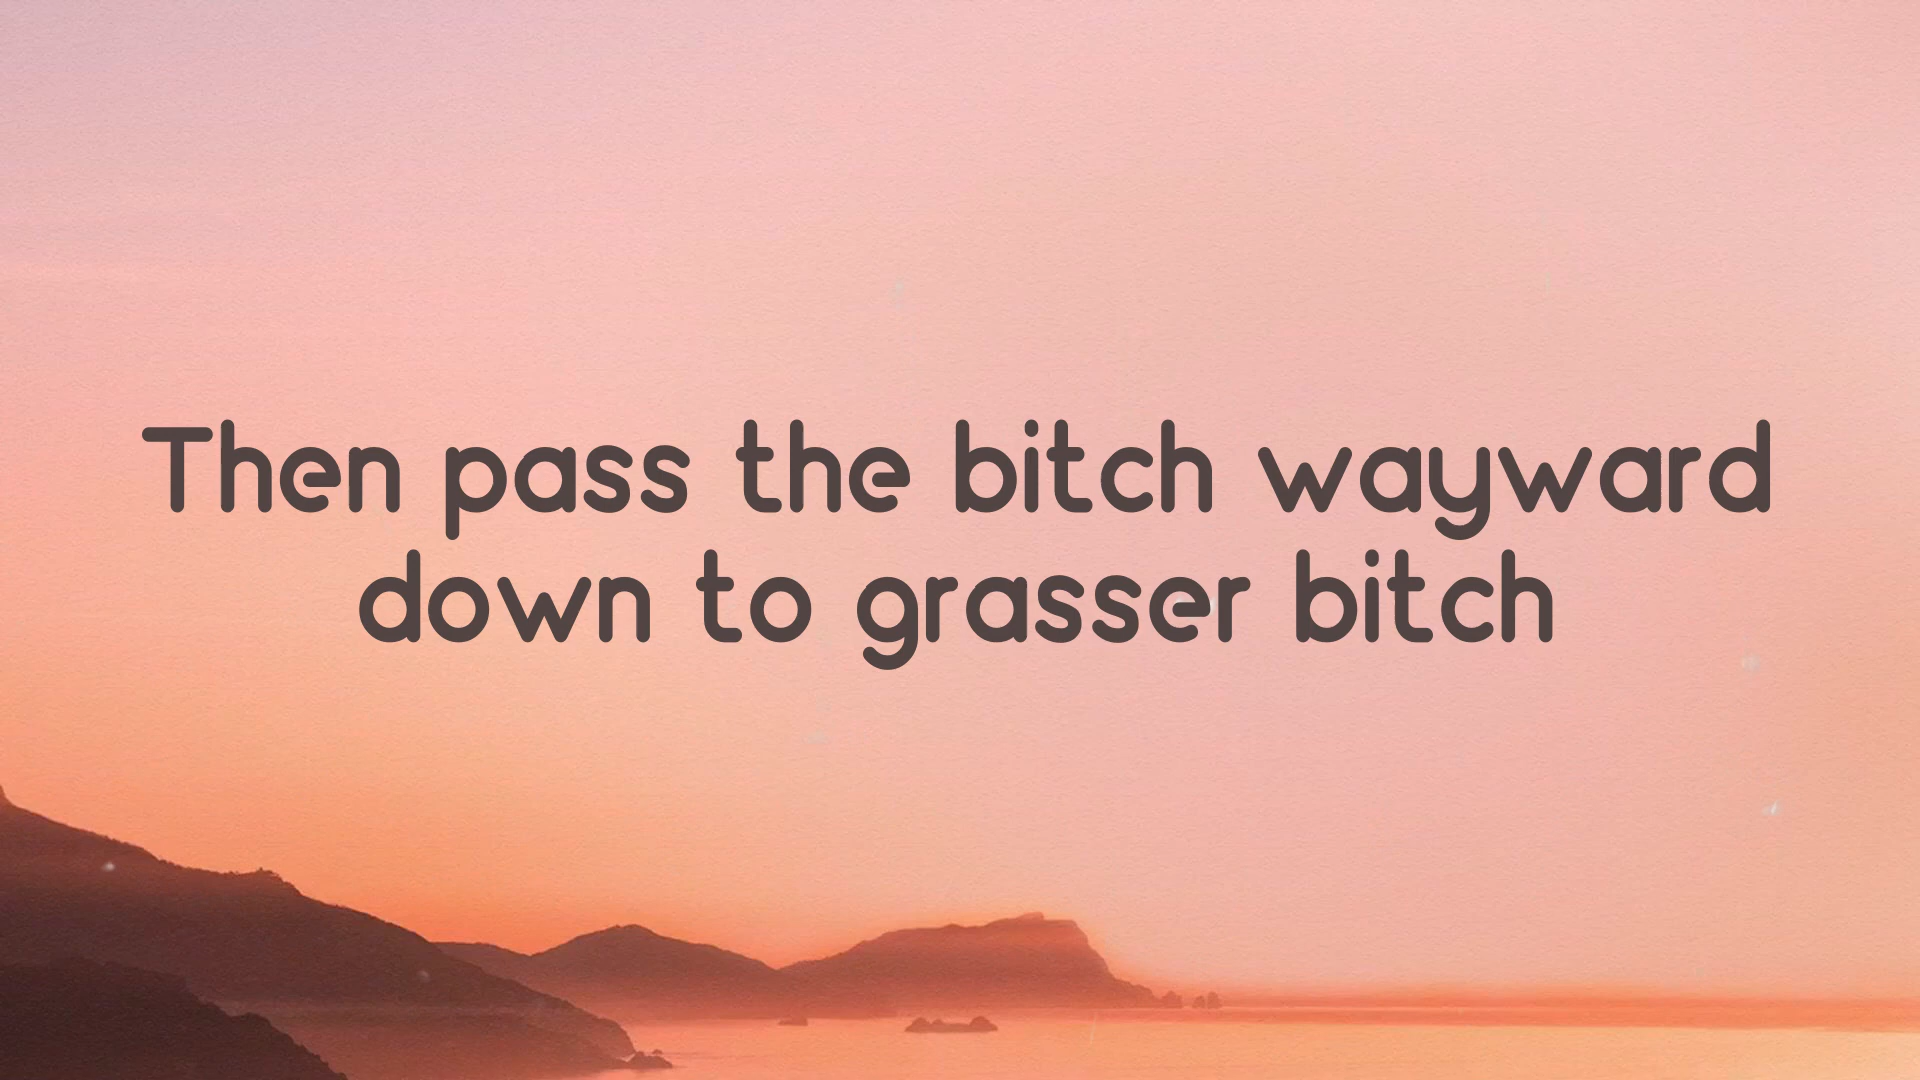 Then pass the bitch wayward
down to grasser bitch